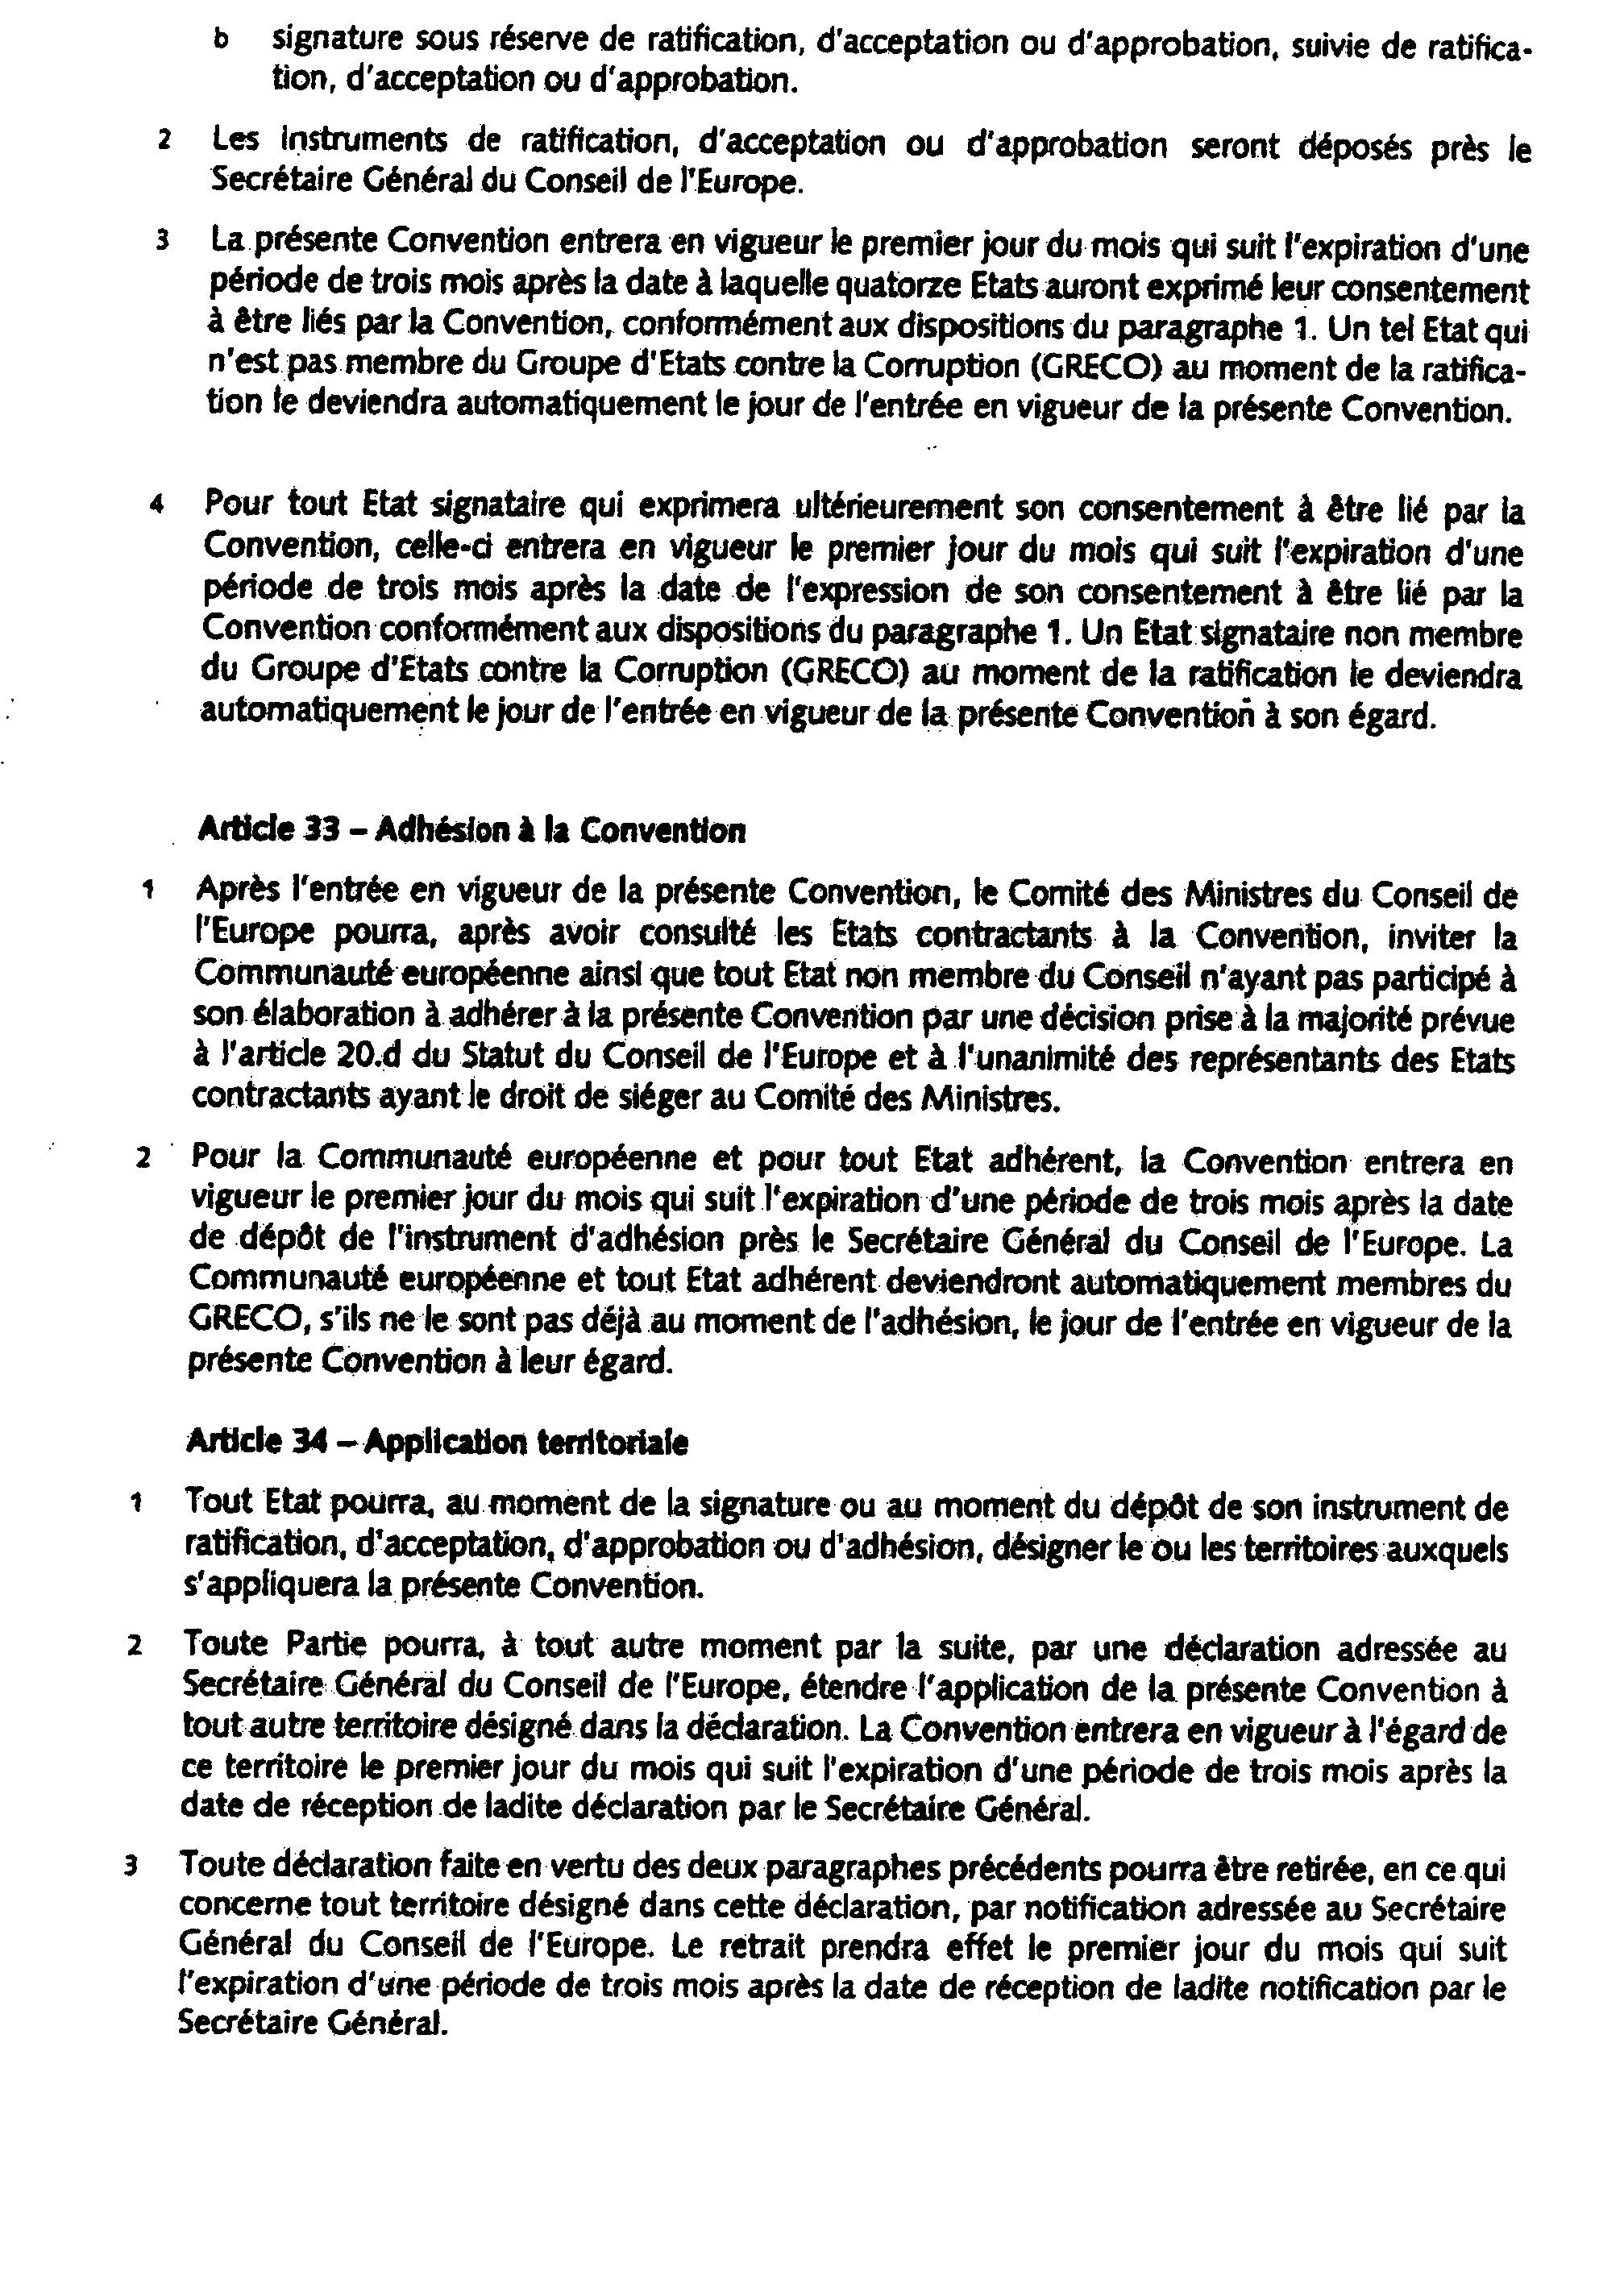 b signature sous réserve de ratification, d'acceptation ou d'approbation, suivie de ratifica-
tion, d'acceptation ou d'approbation.
2 Les instruments de ratification, d'acceptation ou d'approbation seront déposés près le
Secrétaire Général du Conseil de l'Europe.
3 La présente Convention entrera en vigueur le premier jour du mois qui suit l'expiration d'une
période de trois mois après la date à laquelle quatorze Etats auront exprimé leur consentement
à être liés par la Convention, conformément aux dispositions du paragraphe 1. Un tel Etat qui
n'est pas membre du Groupe d'Etats contre la Corruption (GRECO) au moment de la ratifica-
tion le deviendra automatiquement le jour de l'entrée en vigueur de la présente Convention.
4 Pour tout Etat signataire qui exprimera ultérieurement son consentement à être lié par la
Convention, celle-ci entrera en vigueur le premier jour du mois qui suit l'expiration d'une
période de trois mois après la date de l'expression de son consentement à être lié par la
Convention conformément aux dispositions du paragraphe 1. Un Etat signataire non membre
du Groupe d'Etats contre la Corruption (GRECO) au moment de la ratification le deviendra
automatiquement le jour de l'entrée en vigueur de la présente Convention à son égard.
Article 33 – Adhésion à la Convention
1 Après l'entrée en vigueur de la présente Convention, le Comité des Ministres du Conseil de
l'Europe pourra, après avoir consulté les Etats contractants à la Convention, inviter la
Communauté européenne ainsi que tout Etat non membre du Conseil n'ayant pas participé à
son élaboration à adhérer à la présente Convention par une décision prise à la majorité prévue
à l'article 20.d du Statut du Conseil de l'Europe et à l'unanimité des représentants des Etats
contractants ayant le droit de siéger au Comité des Ministres.
2 Pour la Communauté européenne et pour tout Etat adhérent, la Convention entrera en
vigueur le premier jour du mois qui suit l'expiration d'une période de trois mois après la date
de dépôt de l'instrument d'adhésion près le Secrétaire Général du Conseil de l'Europe. La
Communauté européenne et tout Etat adhérent deviendront automatiquement membres du
GRECO, s'ils ne le sont pas déjà au moment de l'adhésion, le jour de l'entrée en vigueur de la
présente Convention à leur égard.
Article 34 – Application territoriale
1 Tout Etat pourra, au moment de la signature ou au moment du dépôt de son instrument de
ratification, d'acceptation, d'approbation ou d'adhésion, désigner le ou les territoires auxquels
s'appliquera la présente Convention.
2 Toute Partie pourra, à tout autre moment par la suite, par une déclaration adressée au
Secrétaire Général du Conseil de l'Europe, étendre l'application de la présente Convention à
tout autre territoire désigné dans la déclaration. La Convention entrera en vigueur à l'égard de
ce territoire le premier jour du mois qui suit l'expiration d'une période de trois mois après la
date de réception de ladite déclaration par le Secrétaire Général.
3 Toute déclaration faite en vertu des deux paragraphes précédents pourra être retirée, en ce qui
concerne tout territoire désigné dans cette déclaration, par notification adressée au Secrétaire
Général du Conseil de l'Europe. Le retrait prendra effet le premier jour du mois qui suit
l'expiration d'une période de trois mois après la date de réception de ladite notification par le
Secrétaire Général.